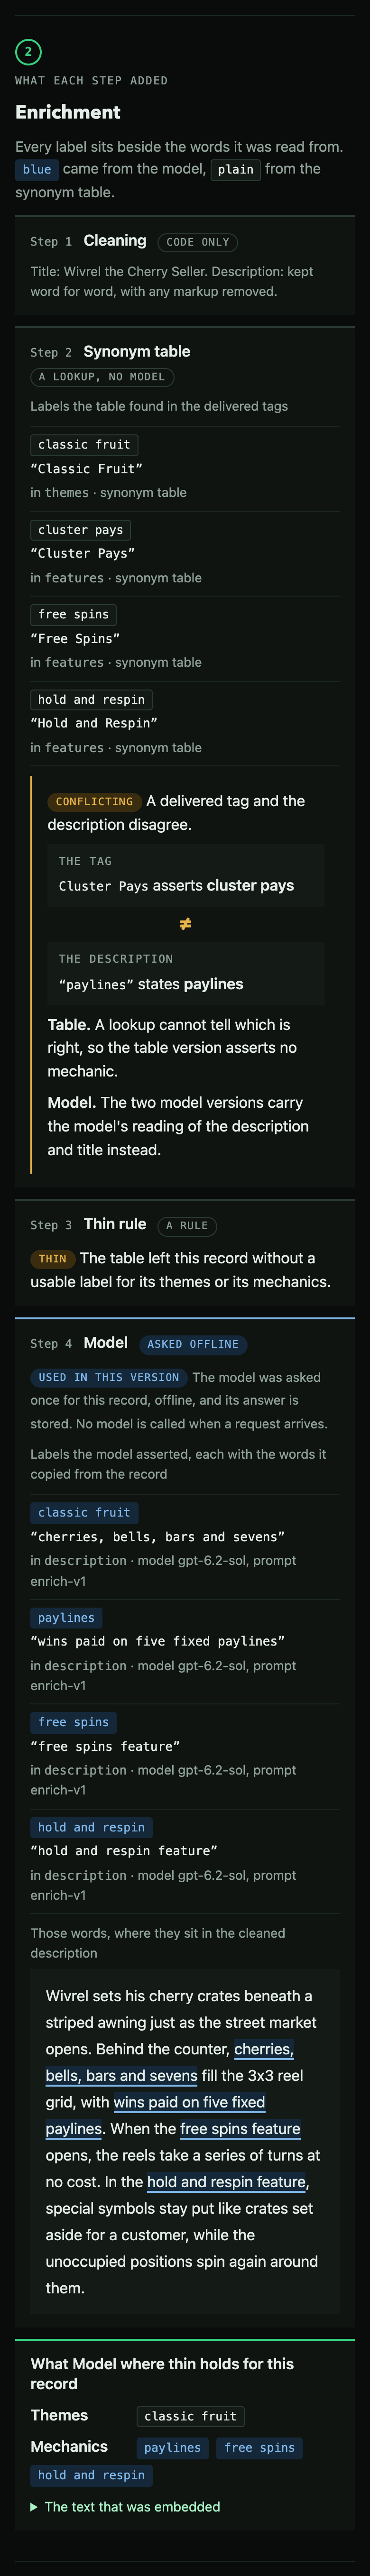 2
WHAT EACH STEP ADDED
Enrichment
Every label sits beside the words it was read from.
blue came from the model, plain from the
synonym table.
Step 1 Cleaning CODE ONLY
Title: Wivrel the Cherry Seller. Description: kept
word for word, with any markup removed.
Step 2 Synonym table
A LOOKUP, NO MODEL
Labels the table found in the delivered tags
classic fruit
“Classic Fruit”
in themes · synonym table
cluster pays
“Cluster Pays”
in features · synonym table
free spins
“Free Spins”
in features · synonym table
hold and respin
“Hold and Respin”
in features · synonym table
CONFLICTING A delivered tag and the
description disagree.
THE TAG
Cluster Pays asserts cluster pays
≠
THE DESCRIPTION
“paylines” states paylines
Table. A lookup cannot tell which is
right, so the table version asserts no
mechanic.
Model. The two model versions carry
the model's reading of the description
and title instead.
Step 3 Thin rule A RULE
THIN The table left this record without a
usable label for its themes or its mechanics.
Step 4 Model ASKED OFFLINE
USED IN THIS VERSION The model was asked
once for this record, offline, and its answer is
stored. No model is called when a request arrives.
Labels the model asserted, each with the words it
copied from the record
classic fruit
“cherries, bells, bars and sevens”
in description · model gpt-6.2-sol, prompt
enrich-v1
paylines
“wins paid on five fixed paylines”
in description · model gpt-6.2-sol, prompt
enrich-v1
free spins
“free spins feature”
in description · model gpt-6.2-sol, prompt
enrich-v1
hold and respin
“hold and respin feature”
in description · model gpt-6.2-sol, prompt
enrich-v1
Those words, where they sit in the cleaned
description
Wivrel sets his cherry crates beneath a
striped awning just as the street market
opens. Behind the counter, cherries,
bells, bars and sevens fill the 3x3 reel
grid, with wins paid on five fixed
paylines. When the free spins feature
opens, the reels take a series of turns at
no cost. In the hold and respin feature,
special symbols stay put like crates set
aside for a customer, while the
unoccupied positions spin again around
them.
What Model where thin holds for this
record
Themes classic fruit
Mechanics paylines free spins
hold and respin
▶ The text that was embedded